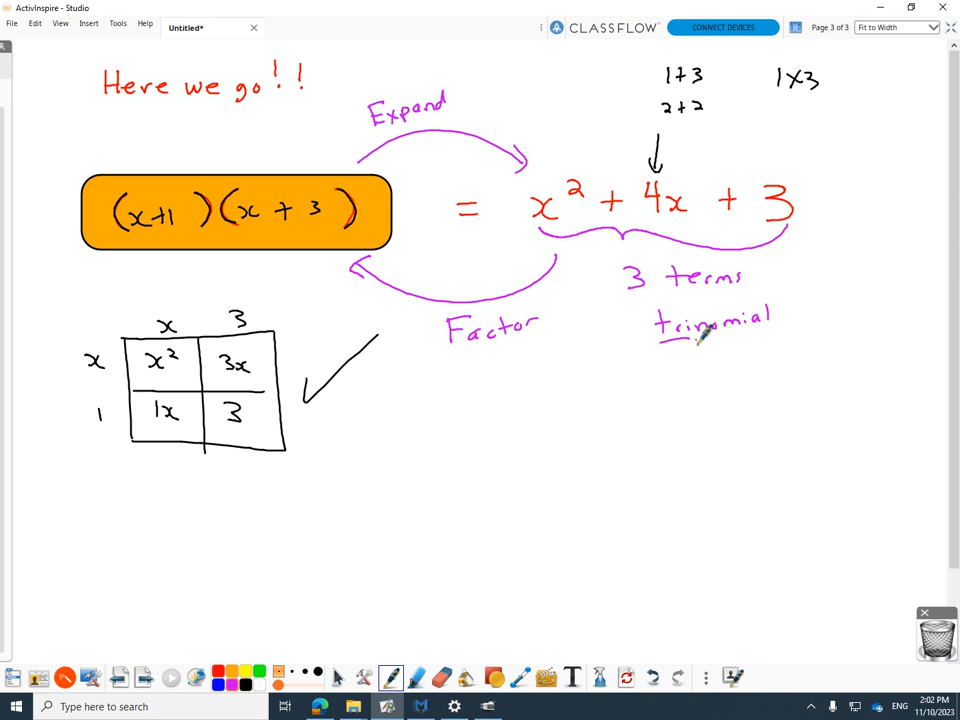 ActivInspire - Studio
File Edit View Insert Tools Help
Untitled*
CLASSFLOW
CONNECT DEVICES
Page 3 of 3
Fit to Width
Here we go!!
1+3
1×3
2+2
Expand
(x+1)(x + 3) = x² + 4x + 3
3 terms
trinomial
Factor
x 3
x x² 3x
1 1x 3
Type here to search
ENG
2:02 PM
11/10/2023